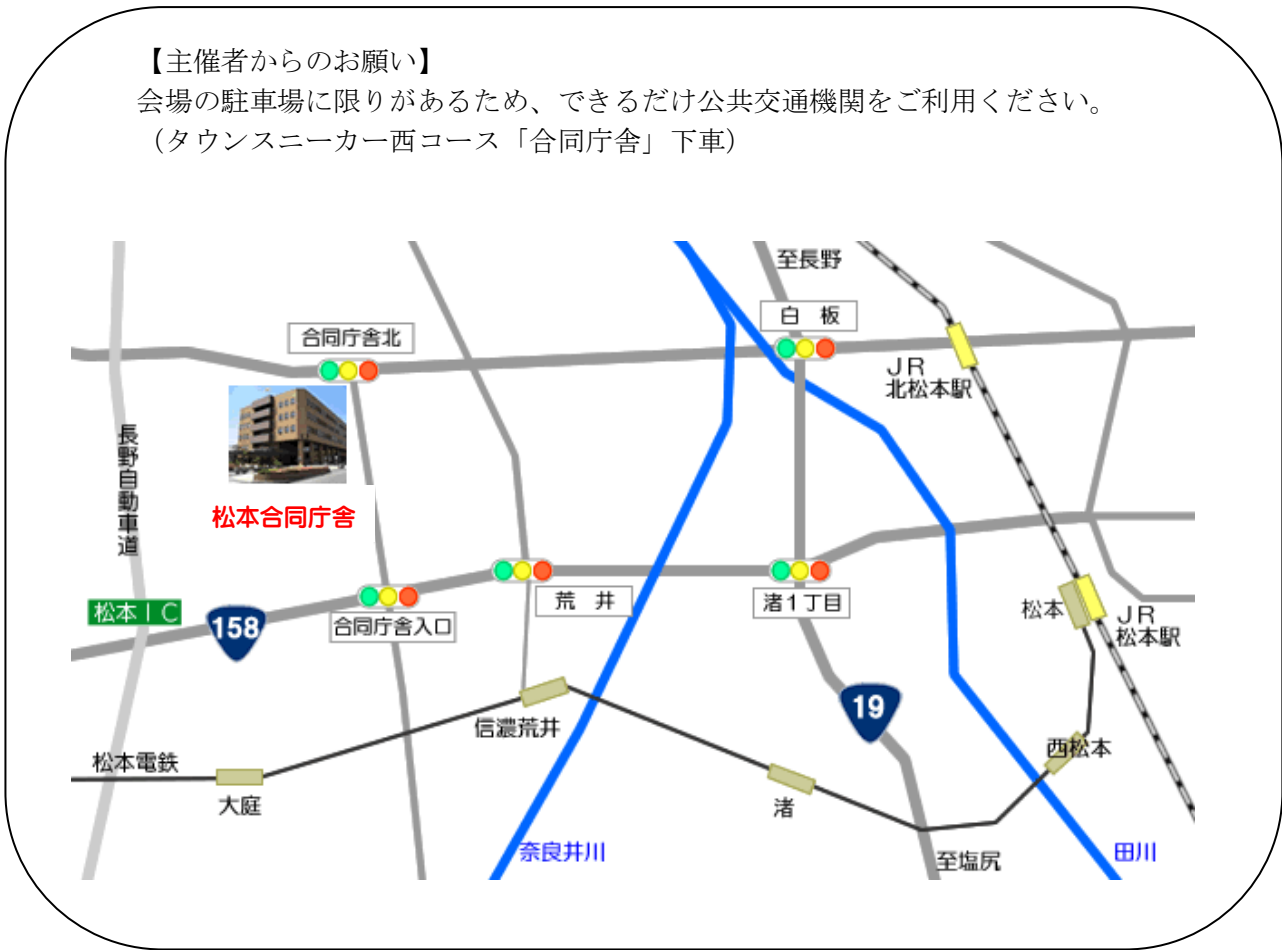 【主催者からのお願い】
会場の駐車場に限りがあるため、できるだけ公共交通機関をご利用ください。
（タウンスニーカー西コース「合同庁舎」下車）
至長野
白 板
合同庁舎北
ＪＲ
北松本駅
長野自動車道
松本合同庁舎
松本ＩＣ
158
合同庁舎入口
荒 井
渚１丁目
松本
ＪＲ
松本駅
19
信濃荒井
西松本
松本電鉄
大庭
渚
奈良井川
至塩尻
田川